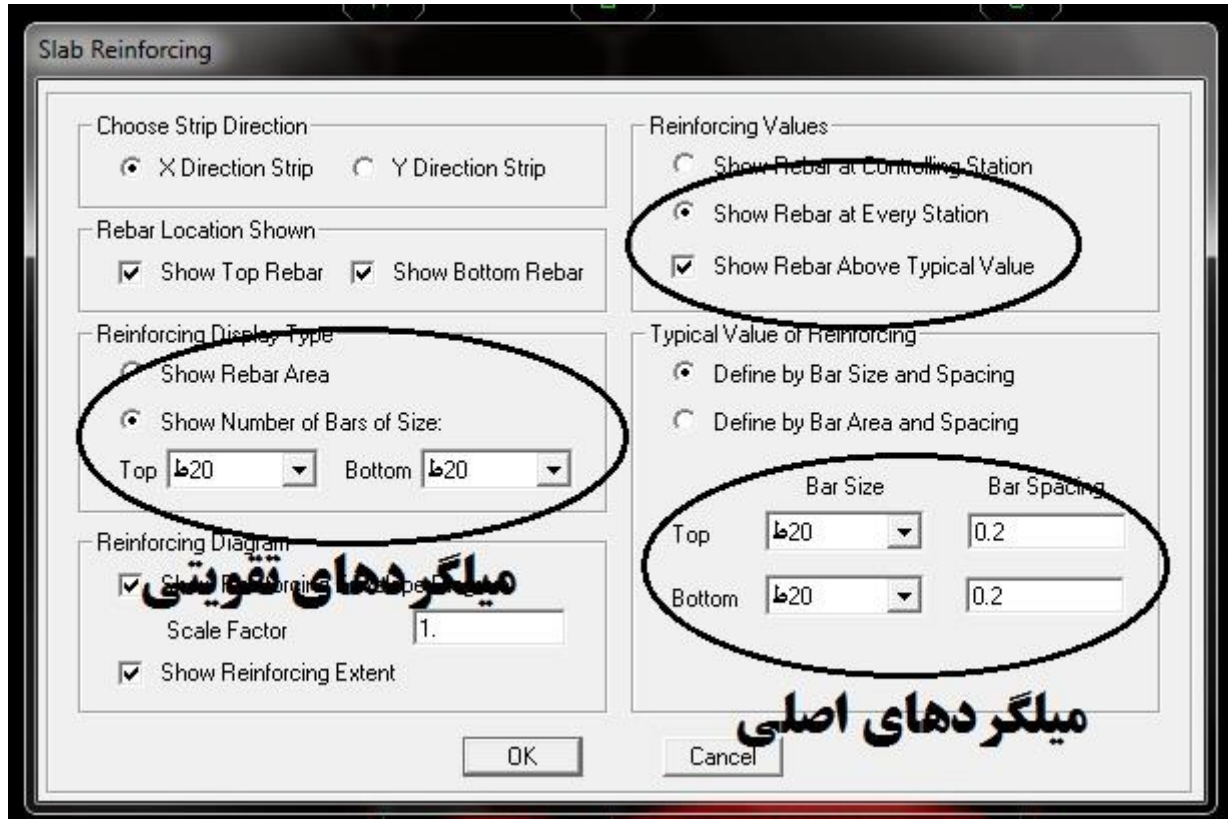 Slab Reinforcing
Choose Strip Direction
X Direction Strip Y Direction Strip
Rebar Location Shown
Show Top Rebar Show Bottom Rebar
Reinforcing Display Type
Show Rebar Area
Show Number of Bars of Size:
Top ط20 Bottom ط20
Reinforcing Diagram
میلگردهای تقویتی
Scale Factor 1.
Show Reinforcing Extent
Reinforcing Values
Show Rebar at Controlling Station
Show Rebar at Every Station
Show Rebar Above Typical Value
Typical Value of Reinforcing
Define by Bar Size and Spacing
Define by Bar Area and Spacing
Bar Size Bar Spacing
Top ط20 0.2
Bottom ط20 0.2
میلگردهای اصلی
OK Cancel